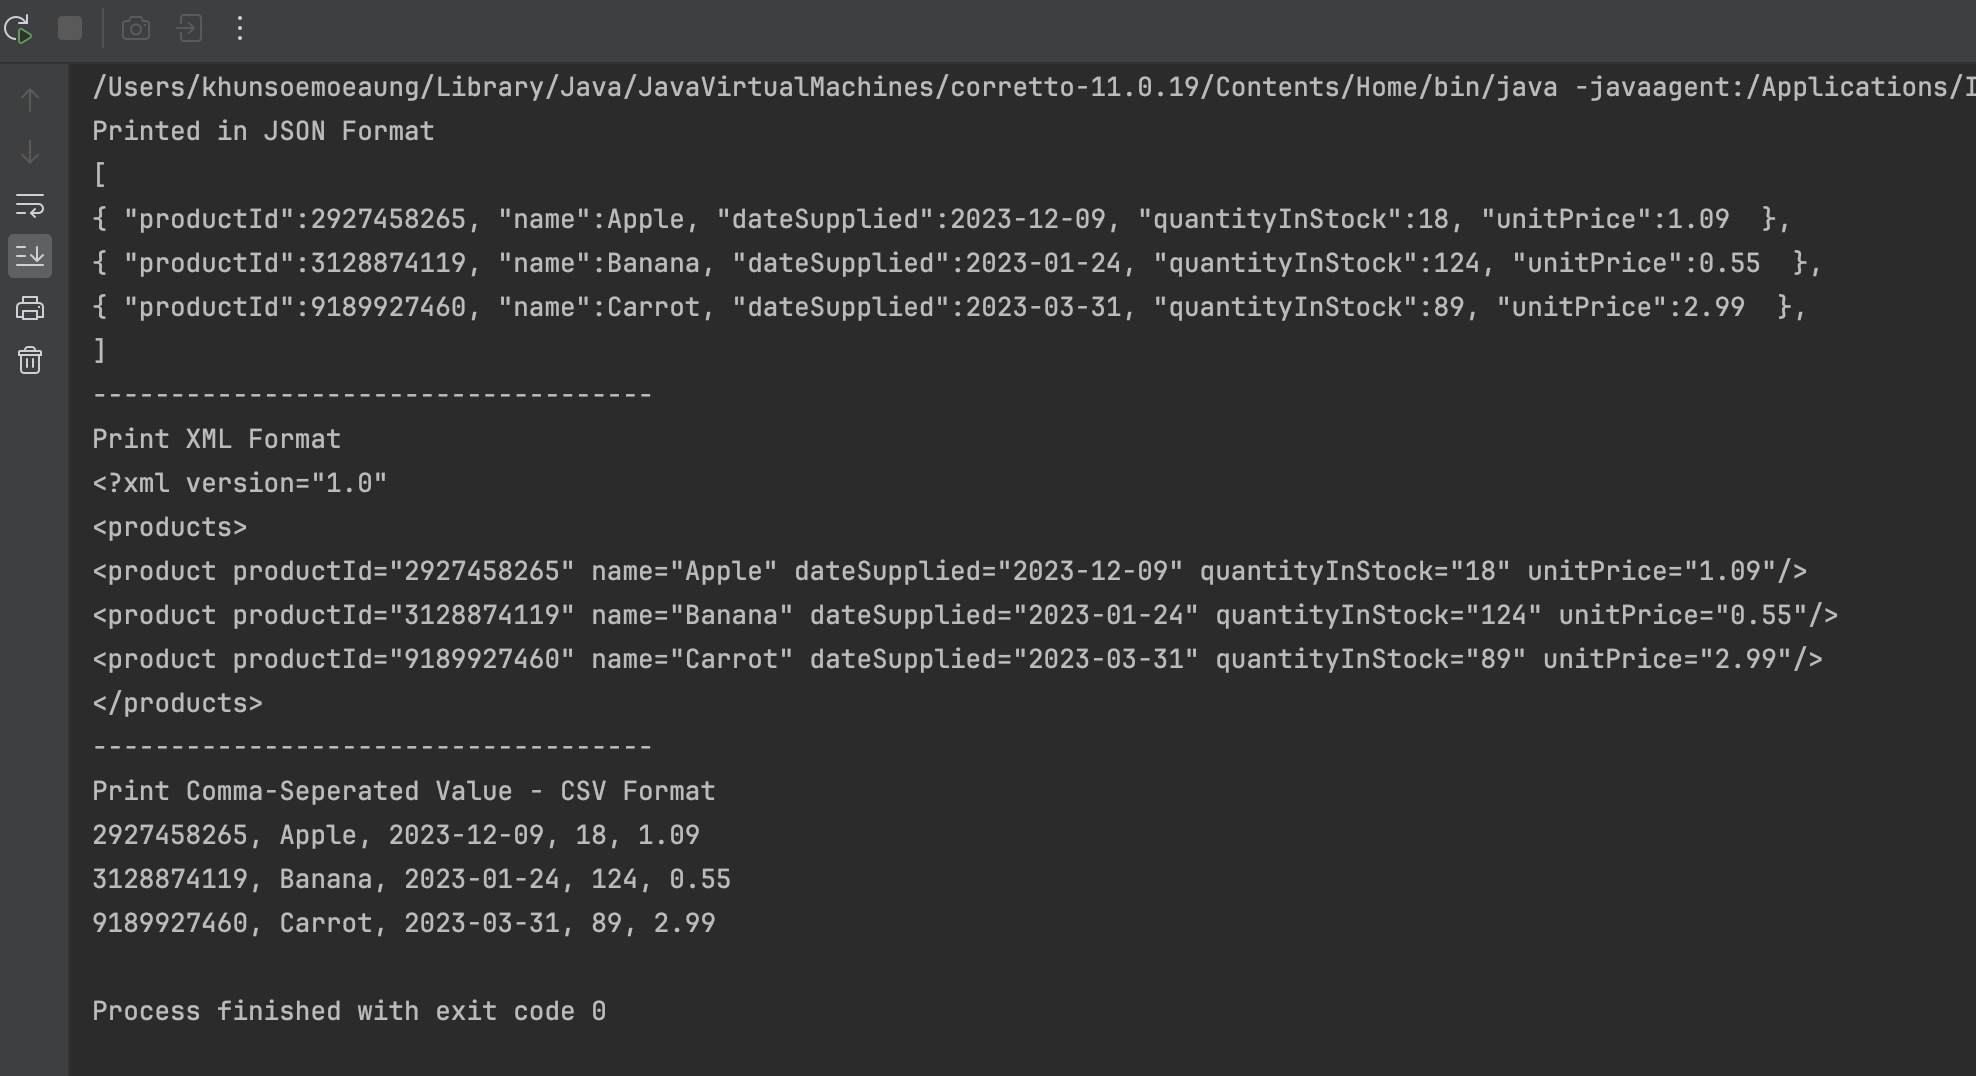 /Users/khunsoemoeaung/Library/Java/JavaVirtualMachines/corretto-11.0.19/Contents/Home/bin/java -javaagent:/Applications/I
Printed in JSON Format
[
{ "productId":2927458265, "name":Apple, "dateSupplied":2023-12-09, "quantityInStock":18, "unitPrice":1.09  },
{ "productId":3128874119, "name":Banana, "dateSupplied":2023-01-24, "quantityInStock":124, "unitPrice":0.55  },
{ "productId":9189927460, "name":Carrot, "dateSupplied":2023-03-31, "quantityInStock":89, "unitPrice":2.99  },
]
------------------------------------
Print XML Format
<?xml version="1.0"
<products>
<product productId="2927458265" name="Apple" dateSupplied="2023-12-09" quantityInStock="18" unitPrice="1.09"/>
<product productId="3128874119" name="Banana" dateSupplied="2023-01-24" quantityInStock="124" unitPrice="0.55"/>
<product productId="9189927460" name="Carrot" dateSupplied="2023-03-31" quantityInStock="89" unitPrice="2.99"/>
</products>
------------------------------------
Print Comma-Seperated Value - CSV Format
2927458265, Apple, 2023-12-09, 18, 1.09
3128874119, Banana, 2023-01-24, 124, 0.55
9189927460, Carrot, 2023-03-31, 89, 2.99
Process finished with exit code 0